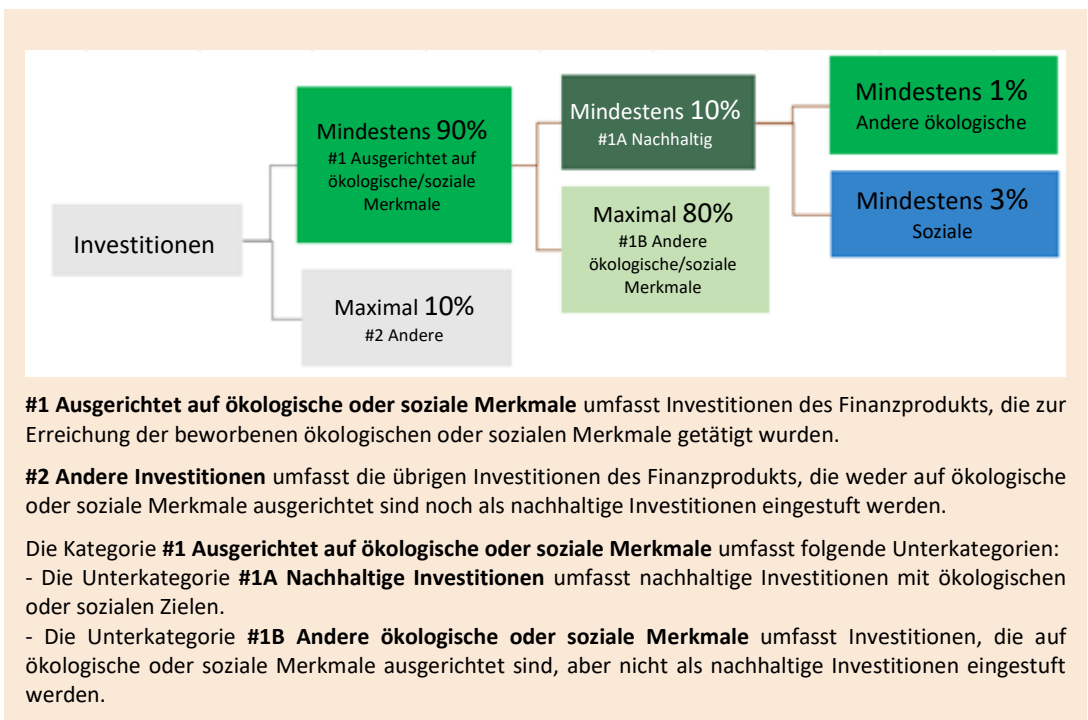 Investitionen
Mindestens 90%
#1 Ausgerichtet auf
ökologische/soziale
Merkmale
Maximal 10%
#2 Andere
Mindestens 10%
#1A Nachhaltig
Maximal 80%
#1B Andere
ökologische/soziale
Merkmale
Mindestens 1%
Andere ökologische
Mindestens 3%
Soziale
#1 Ausgerichtet auf ökologische oder soziale Merkmale umfasst Investitionen des Finanzprodukts, die zur
Erreichung der beworbenen ökologischen oder sozialen Merkmale getätigt wurden.
#2 Andere Investitionen umfasst die übrigen Investitionen des Finanzprodukts, die weder auf ökologische
oder soziale Merkmale ausgerichtet sind noch als nachhaltige Investitionen eingestuft werden.
Die Kategorie #1 Ausgerichtet auf ökologische oder soziale Merkmale umfasst folgende Unterkategorien:
- Die Unterkategorie #1A Nachhaltige Investitionen umfasst nachhaltige Investitionen mit ökologischen
oder sozialen Zielen.
- Die Unterkategorie #1B Andere ökologische oder soziale Merkmale umfasst Investitionen, die auf
ökologische oder soziale Merkmale ausgerichtet sind, aber nicht als nachhaltige Investitionen eingestuft
werden.